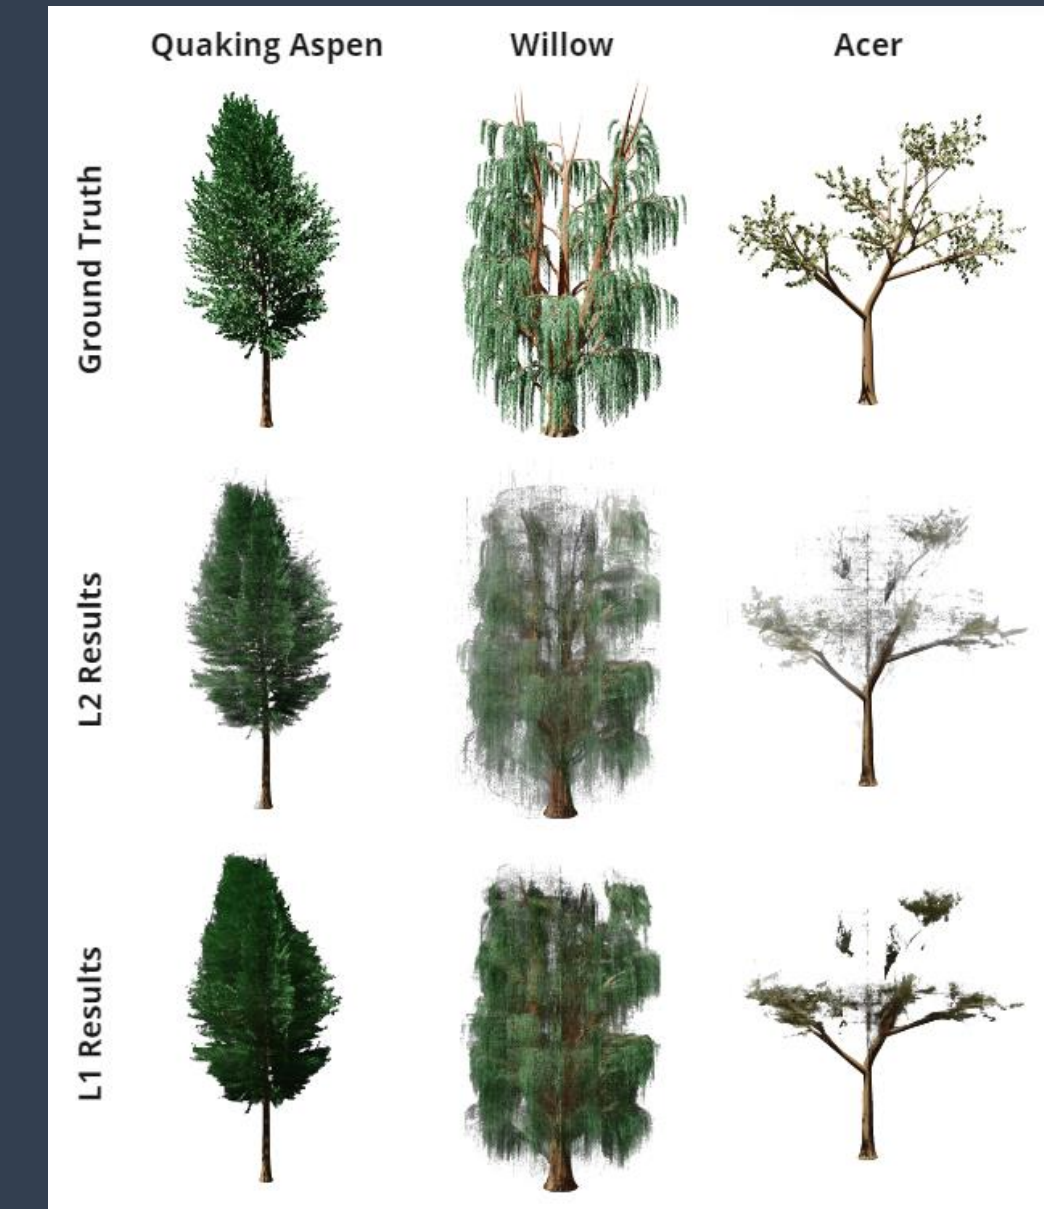 Quaking Aspen
Willow
Acer
Ground Truth
L2 Results
L1 Results